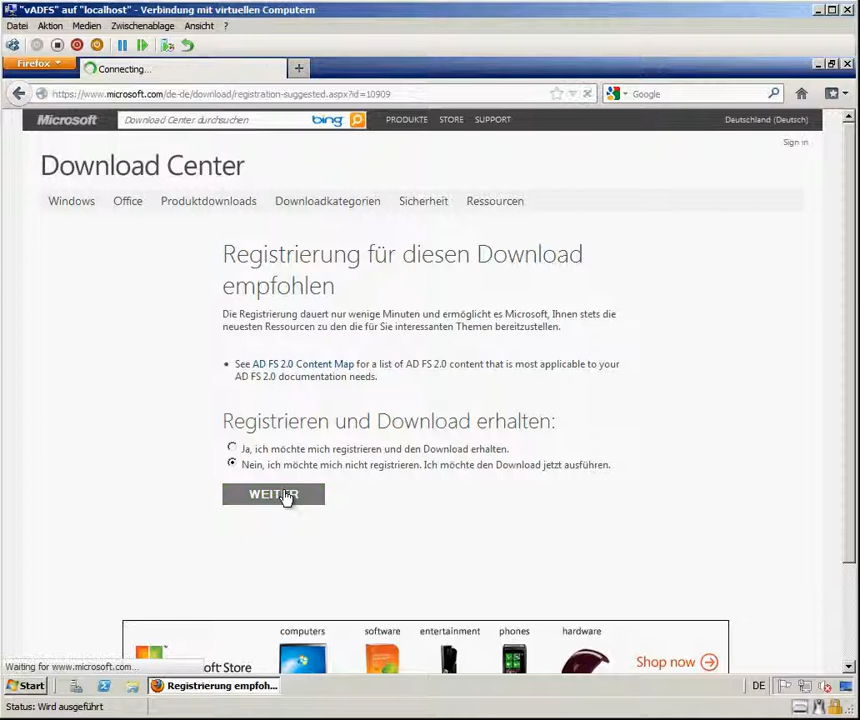 "vADFS" auf "localhost" - Verbindung mit virtuellen Computern
Datei Aktion Medien Zwischenablage Ansicht ?
Firefox
Connecting...
https://www.microsoft.com/de-de/download/registration-suggested.aspx?id=10909
Google
Microsoft
Download Center durchsuchen
bing
PRODUKTE STORE SUPPORT
Deutschland (Deutsch)
Sign in
Download Center
Windows Office Produktdownloads Downloadkategorien Sicherheit Ressourcen
Registrierung für diesen Download
empfohlen
Die Registrierung dauert nur wenige Minuten und ermöglicht es Microsoft, Ihnen stets die
neuesten Ressourcen zu den die für Sie interessanten Themen bereitzustellen.
• See AD FS 2.0 Content Map for a list of AD FS 2.0 content that is most applicable to your
AD FS 2.0 documentation needs.
Registrieren und Download erhalten:
Ja, ich möchte mich registrieren und den Download erhalten.
Nein, ich möchte mich nicht registrieren. Ich möchte den Download jetzt ausführen.
WEITER
computers software entertainment phones hardware
Shop now
Waiting for www.microsoft.com...
soft Store
Start
Registrierung empfoh...
DE
Status: Wird ausgeführt